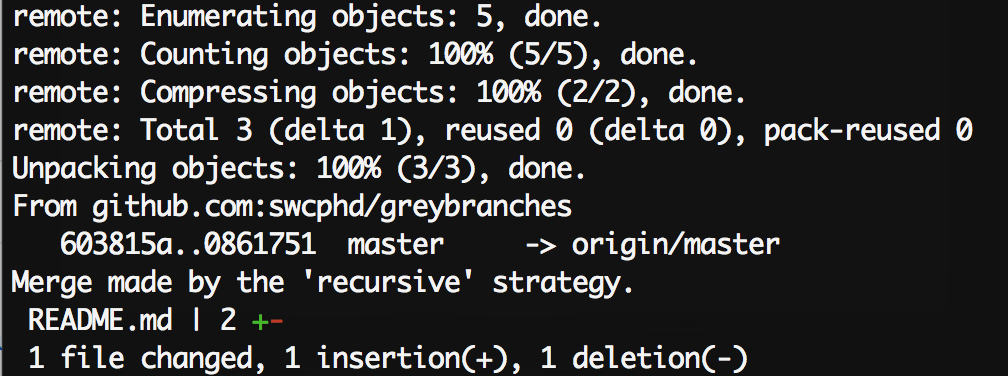 remote: Enumerating objects: 5, done.
remote: Counting objects: 100% (5/5), done.
remote: Compressing objects: 100% (2/2), done.
remote: Total 3 (delta 1), reused 0 (delta 0), pack-reused 0
Unpacking objects: 100% (3/3), done.
From github.com:swcphd/greybranches
   603815a..0861751  master     -> origin/master
Merge made by the 'recursive' strategy.
 README.md | 2 +-
 1 file changed, 1 insertion(+), 1 deletion(-)